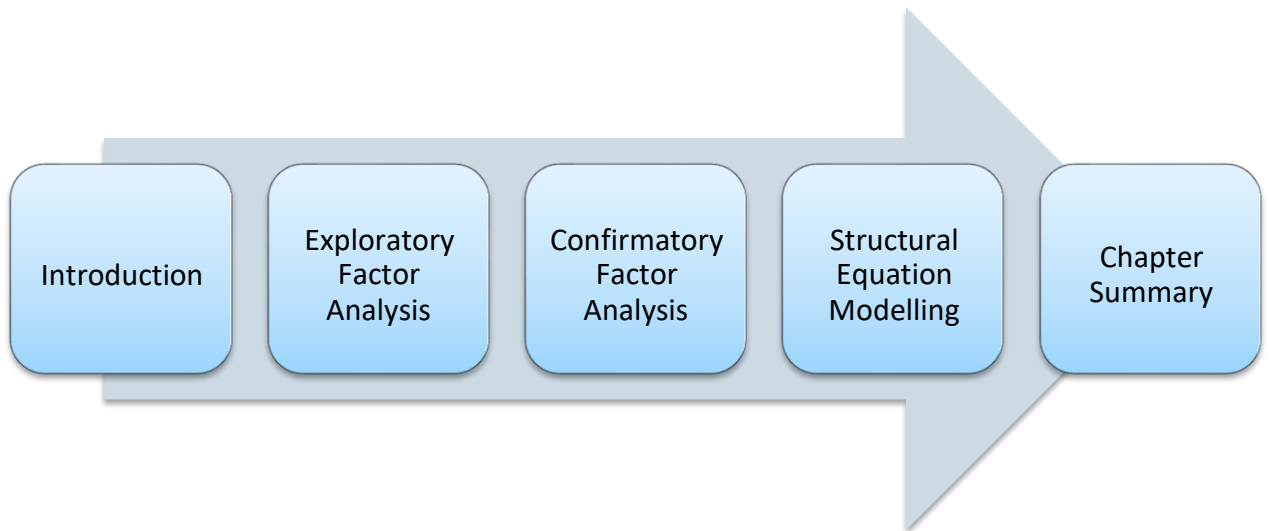 Introduction
Exploratory
Factor
Analysis
Confirmatory
Factor
Analysis
Structural
Equation
Modelling
Chapter
Summary